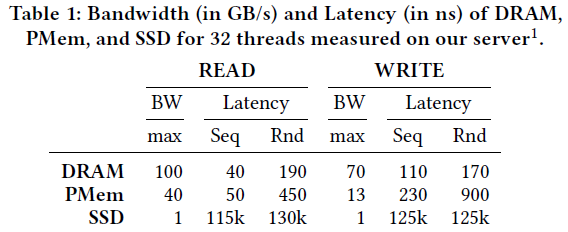 Table 1: Bandwidth (in GB/s) and Latency (in ns) of DRAM,
PMem, and SSD for 32 threads measured on our server¹.
READ WRITE
BW Latency BW Latency
max Seq Rnd max Seq Rnd
DRAM 100 40 190 70 110 170
PMem 40 50 450 13 230 900
SSD 1 115k 130k 1 125k 125k